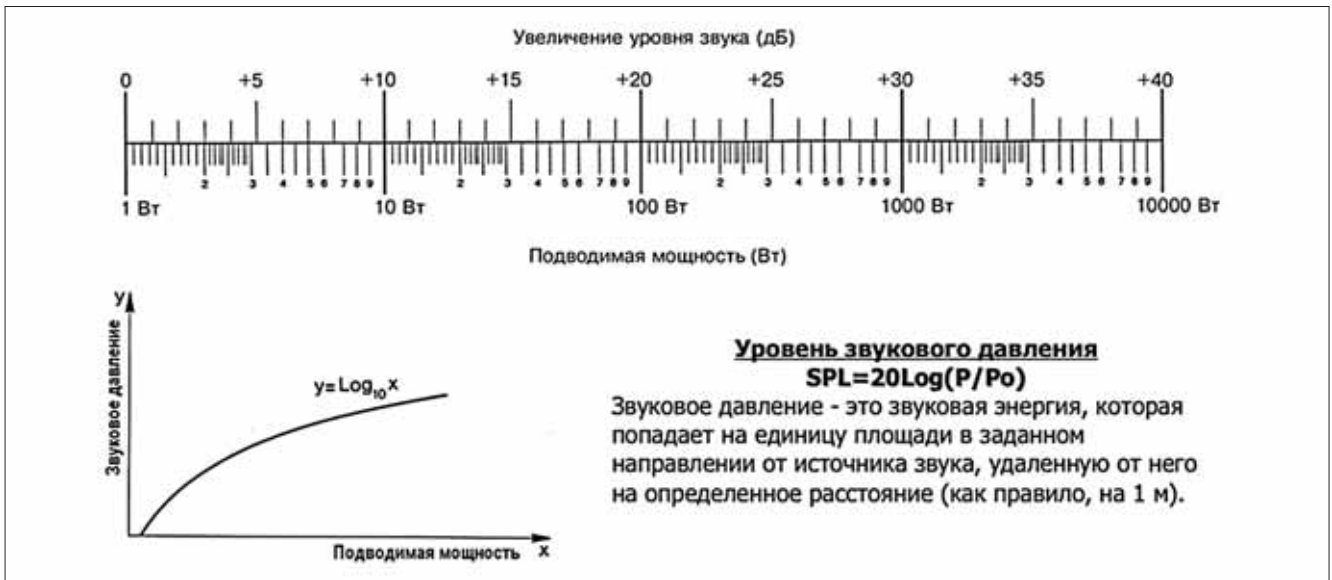 Увеличение уровня звука (дБ)
0 +5 +10 +15 +20 +25 +30 +35 +40
2 3 4 5 6 7 8 9 2 3 4 5 6 7 8 9 2 3 4 5 6 7 8 9 2 3 4 5 6 7 8 9
1 Вт 10 Вт 100 Вт 1000 Вт 10000 Вт
Подводимая мощность (Вт)
У
Звуковое давление
y=Log₁₀x
Подводимая мощность x
Уровень звукового давления
SPL=20Log(P/Po)
Звуковое давление - это звуковая энергия, которая
попадает на единицу площади в заданном
направлении от источника звука, удаленную от него
на определенное расстояние (как правило, на 1 м).